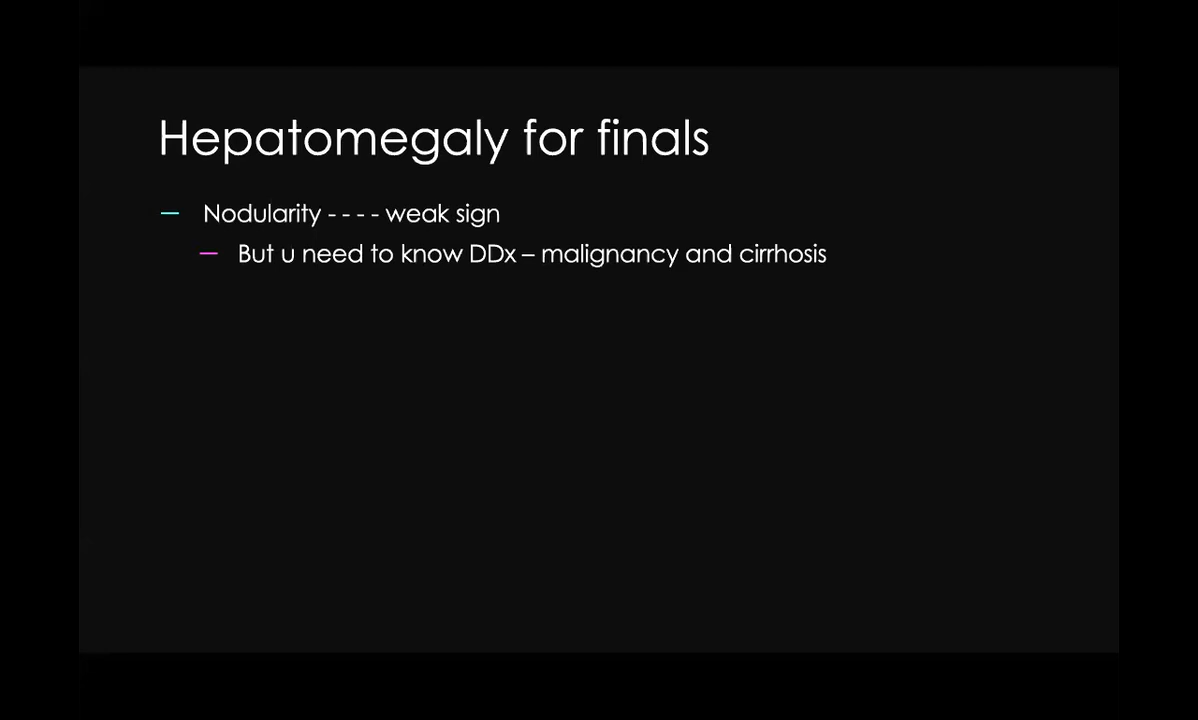 Hepatomegaly for finals
– Nodularity - - - - weak sign
– But u need to know DDx – malignancy and cirrhosis